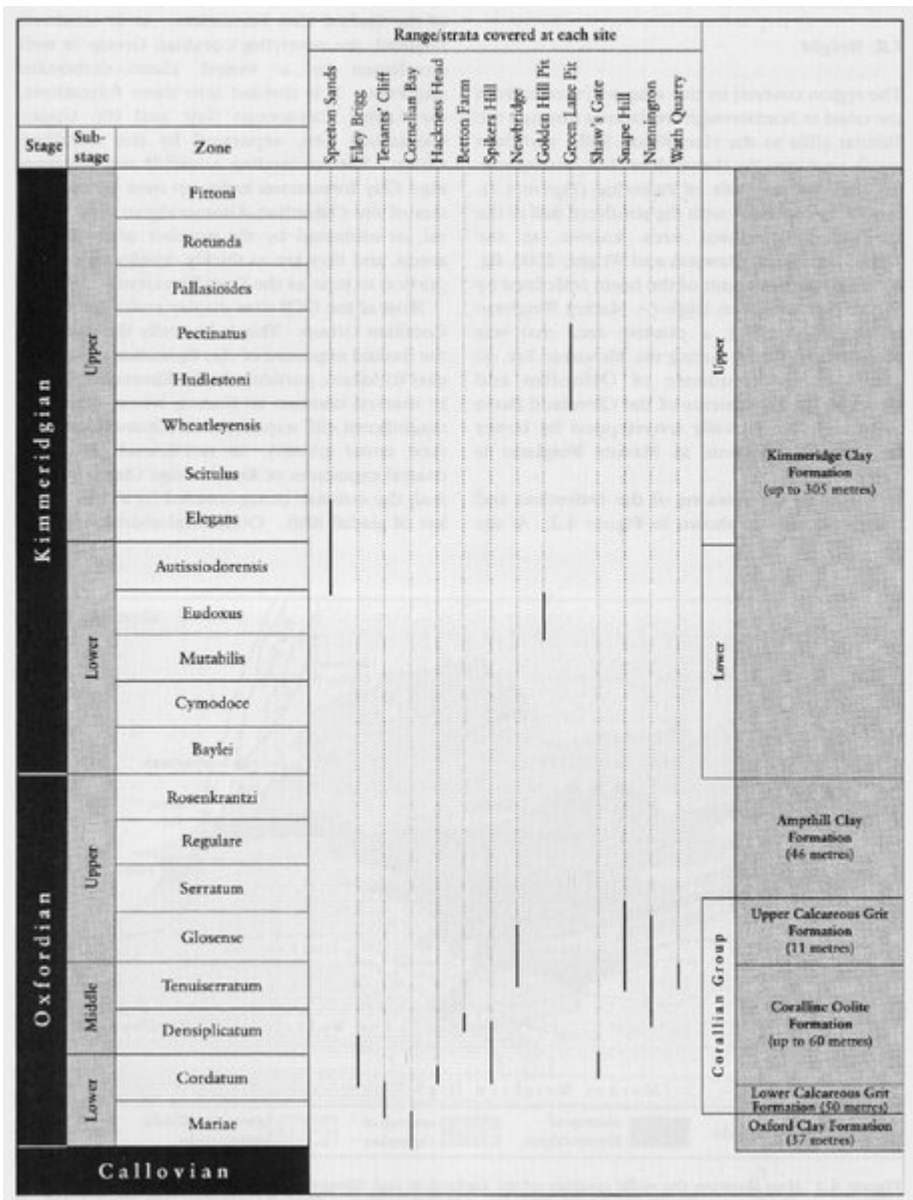 Range/strata covered at each site
Stage
Sub-
stage
Zone
Speeton Sands
Filey Brigg
Tenants' Cliff
Cornelian Bay
Hackness Head
Betton Farm
Spikers Hill
Newbridge
Golden Hill Pit
Green Lane Pit
Shaw's Gate
Snape Hill
Nunnington
Wath Quarry
Kimmeridgian
Upper
Fittoni
Rotunda
Pallasoides
Pectinatus
Hudlestoni
Wheatleyensis
Scitulus
Elegans
Lower
Autissiodorensis
Eudoxus
Mutabilis
Cymodoce
Baylei
Oxfordian
Upper
Rosenkrantzi
Regulare
Serratum
Glosense
Middle
Tenuiserratum
Densiplicatum
Lower
Cordatum
Mariae
Callovian
Upper
Lower
Kimmeridge Clay
Formation
(up to 305 metres)
Ampthill Clay
Formation
(46 metres)
Corallian Group
Upper Calcareous Grit
Formation
(11 metres)
Coralline Oolite
Formation
(up to 60 metres)
Lower Calcareous Grit
Formation (50 metres)
Oxford Clay Formation
(37 metres)